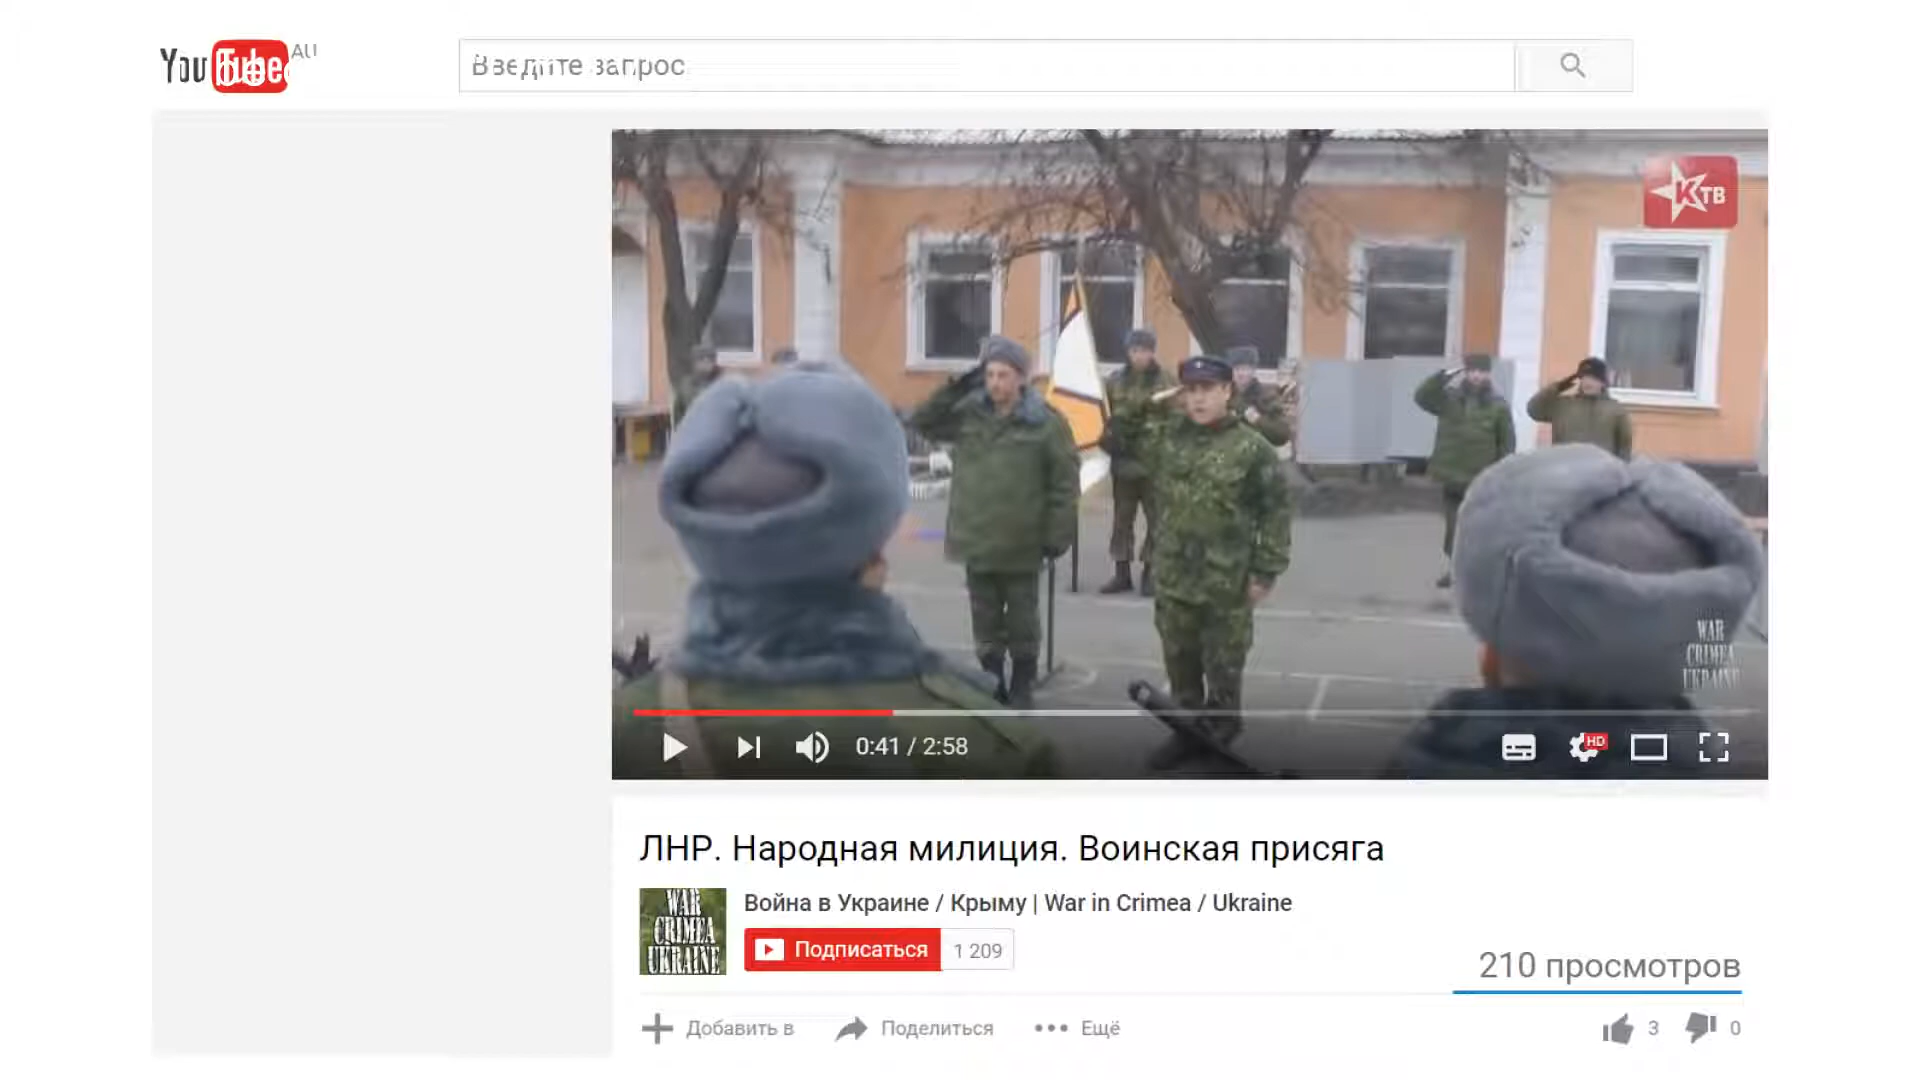 YouTube AU
Введите запрос
КТВ
WAR
CRIMEA
UKRAINE
0:41 / 2:58
HD
ЛНР. Народная милиция. Воинская присяга
WAR
CRIMEA
UKRAINE
Война в Украине / Крыму | War in Crimea / Ukraine
Подписаться 1 209
210 просмотров
Добавить в Поделиться Ещё 3 0